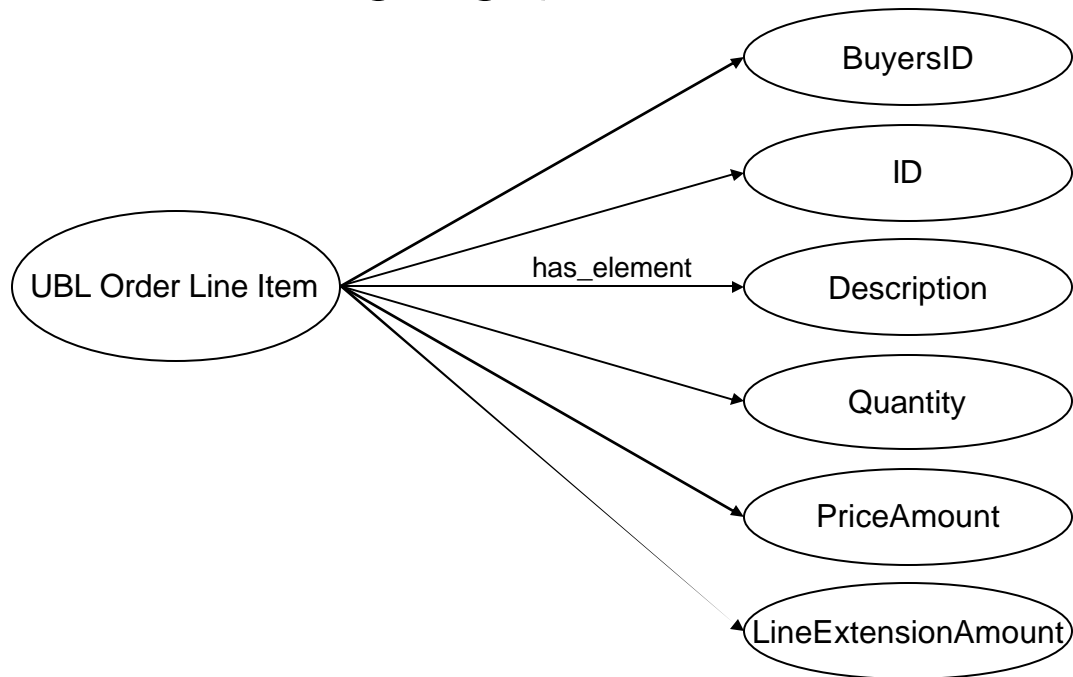 BuyersID
ID
UBL Order Line Item
has_element
Description
Quantity
PriceAmount
LineExtensionAmount